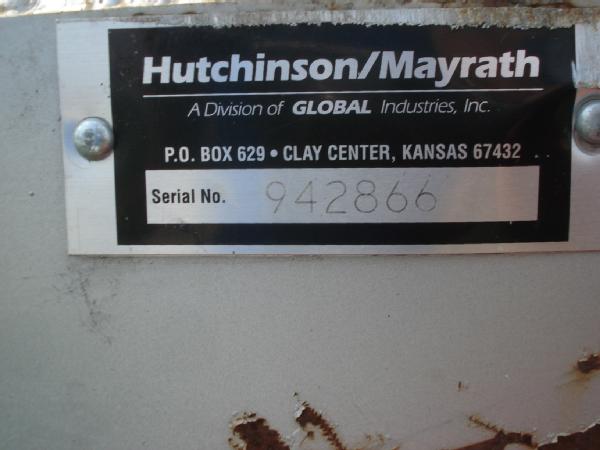 Hutchinson/Mayrath
A Division of GLOBAL Industries, Inc.
P.O. BOX 629 • CLAY CENTER, KANSAS 67432
Serial No. 942866